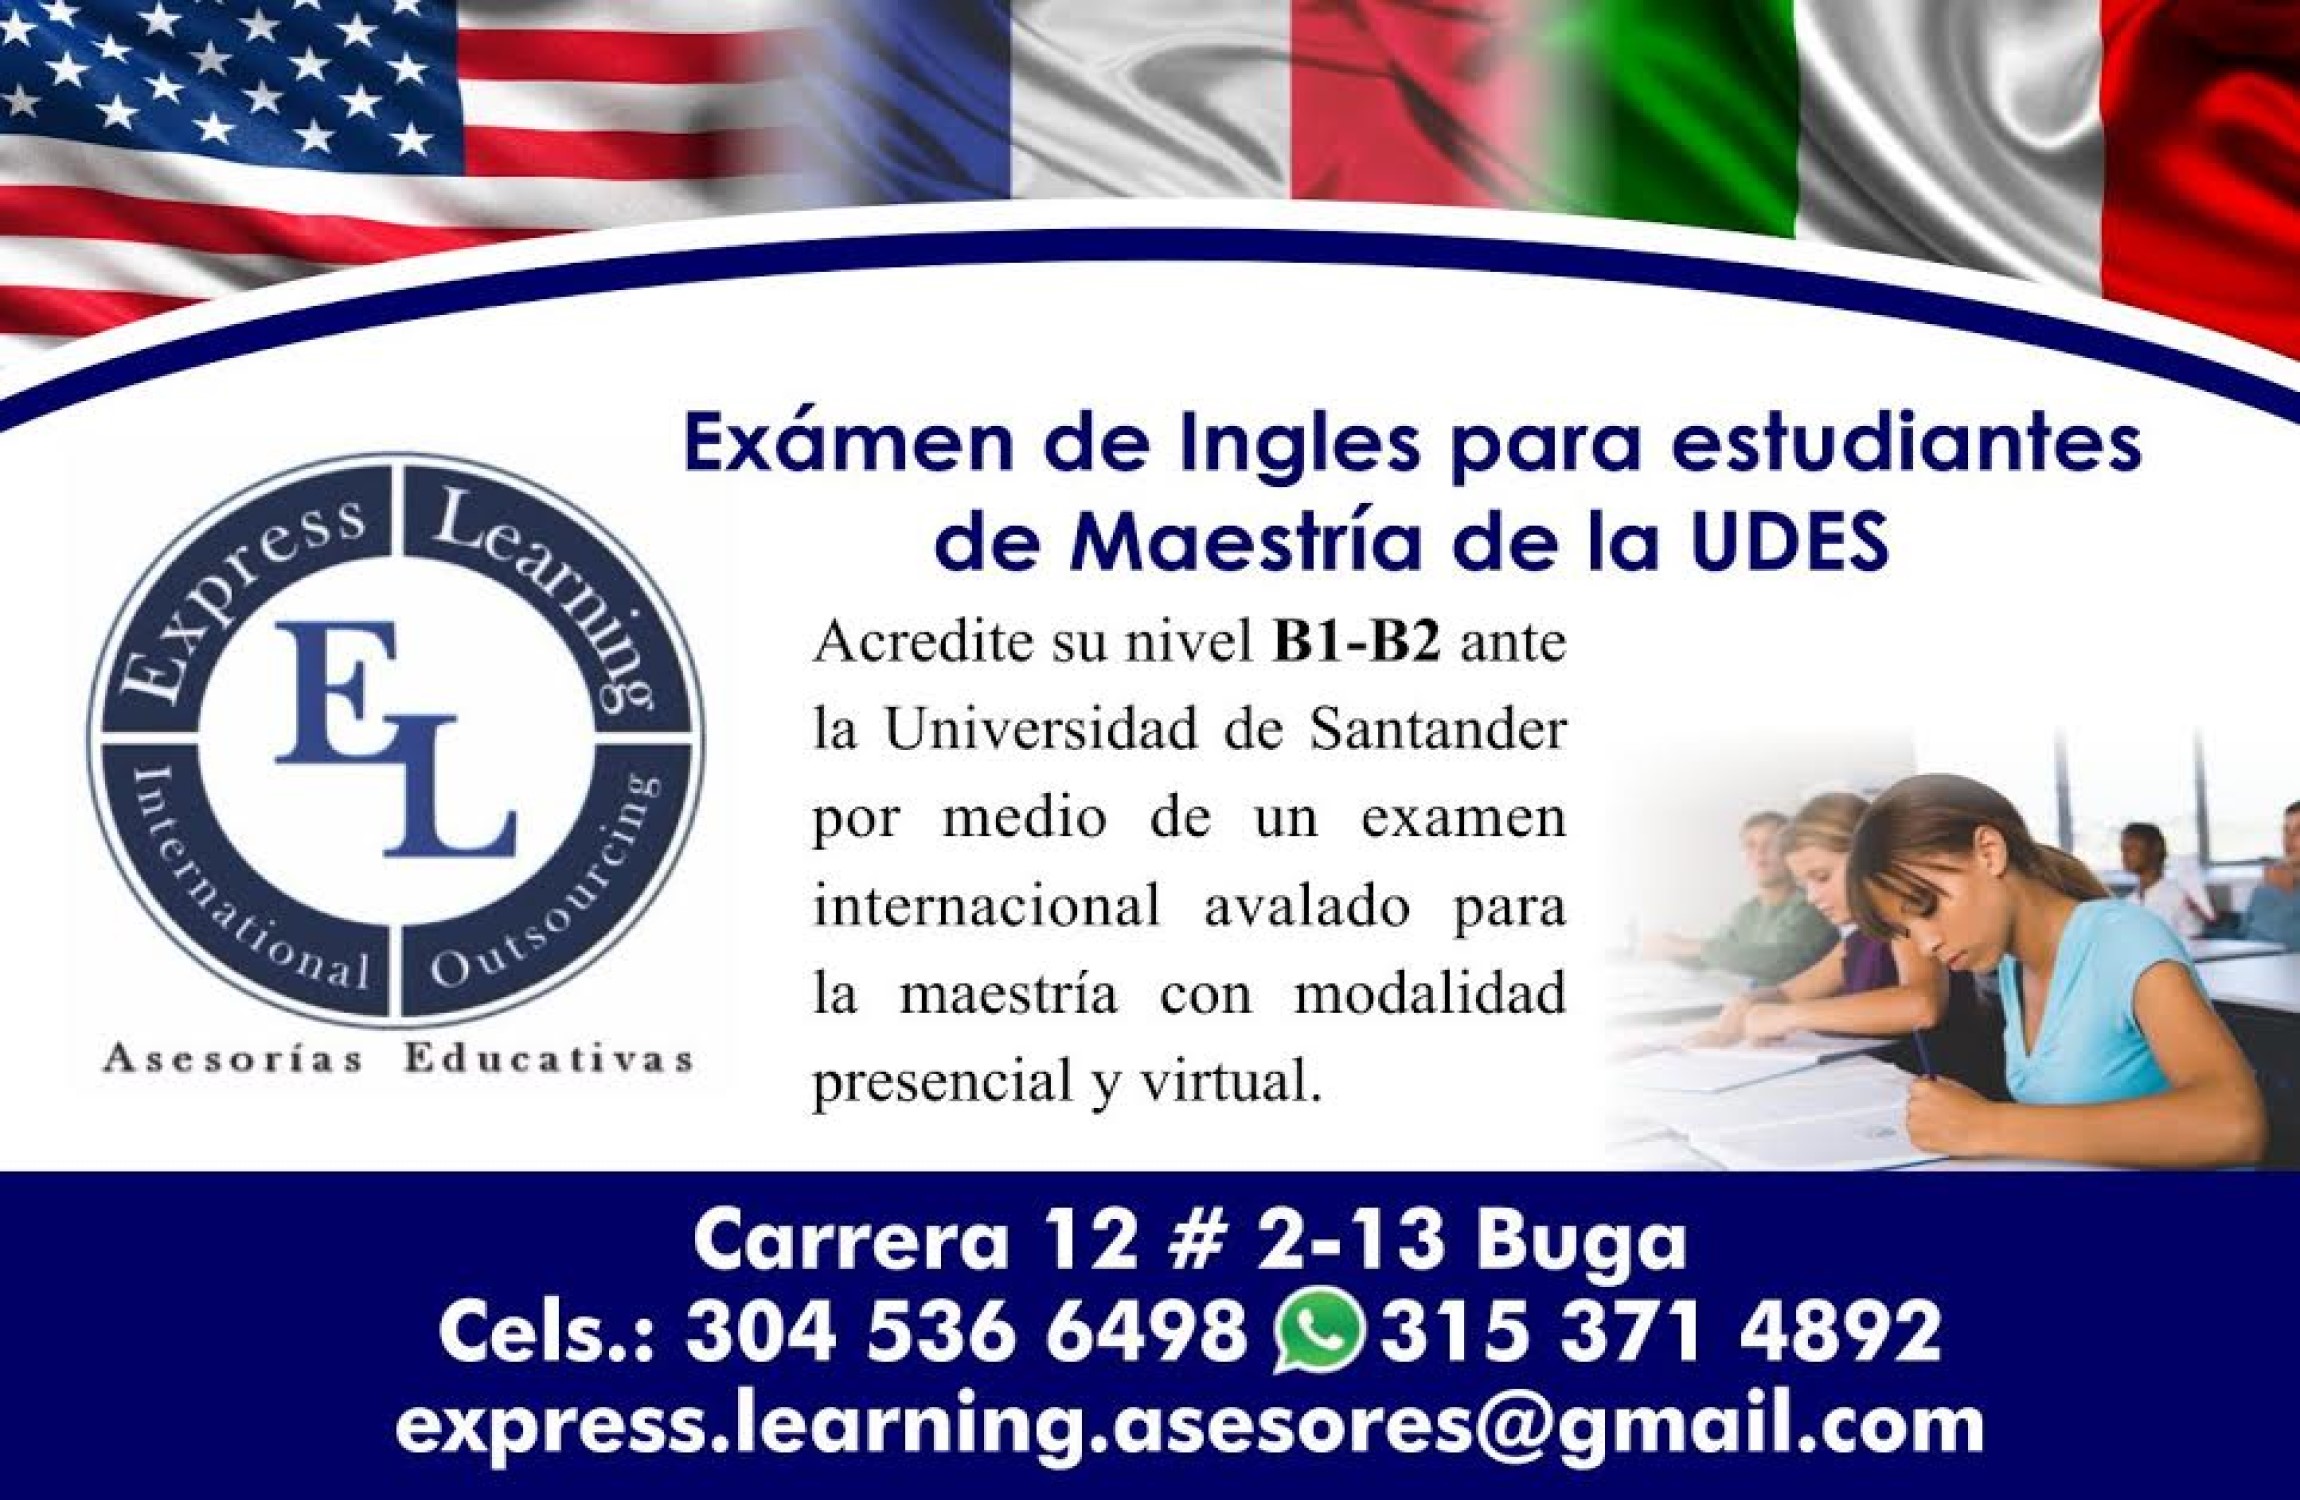 Exámen de Ingles para estudiantes
de Maestría de la UDES
Express Learning
EL
International Outsourcing
Asesorías Educativas
Acredite su nivel B1-B2 ante
la Universidad de Santander
por medio de un examen
internacional avalado para
la maestría con modalidad
presencial y virtual.
Carrera 12 # 2-13 Buga
Cels.: 304 536 6498 315 371 4892
express.learning.asesores@gmail.com